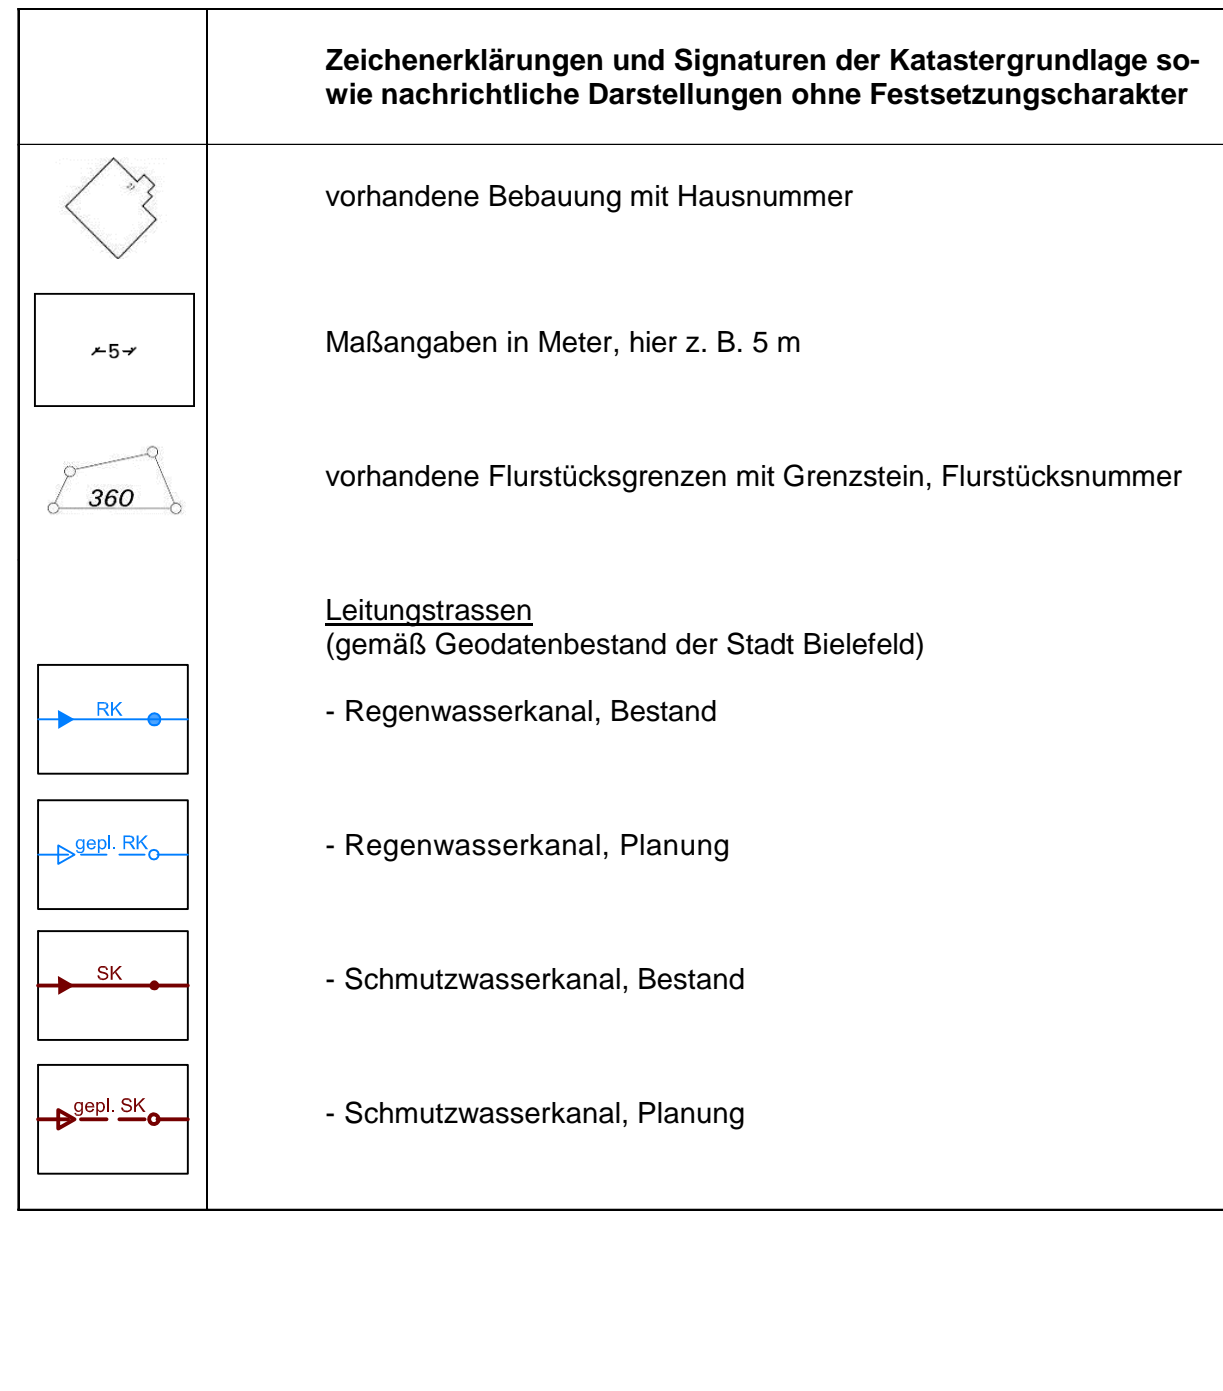 Zeichenerklärungen und Signaturen der Katastergrundlage so-
wie nachrichtliche Darstellungen ohne Festsetzungscharakter
vorhandene Bebauung mit Hausnummer
5
Maßangaben in Meter, hier z. B. 5 m
360
vorhandene Flurstücksgrenzen mit Grenzstein, Flurstücksnummer
Leitungstrassen
(gemäß Geodatenbestand der Stadt Bielefeld)
RK
- Regenwasserkanal, Bestand
gepl. RK
- Regenwasserkanal, Planung
SK
- Schmutzwasserkanal, Bestand
gepl. SK
- Schmutzwasserkanal, Planung